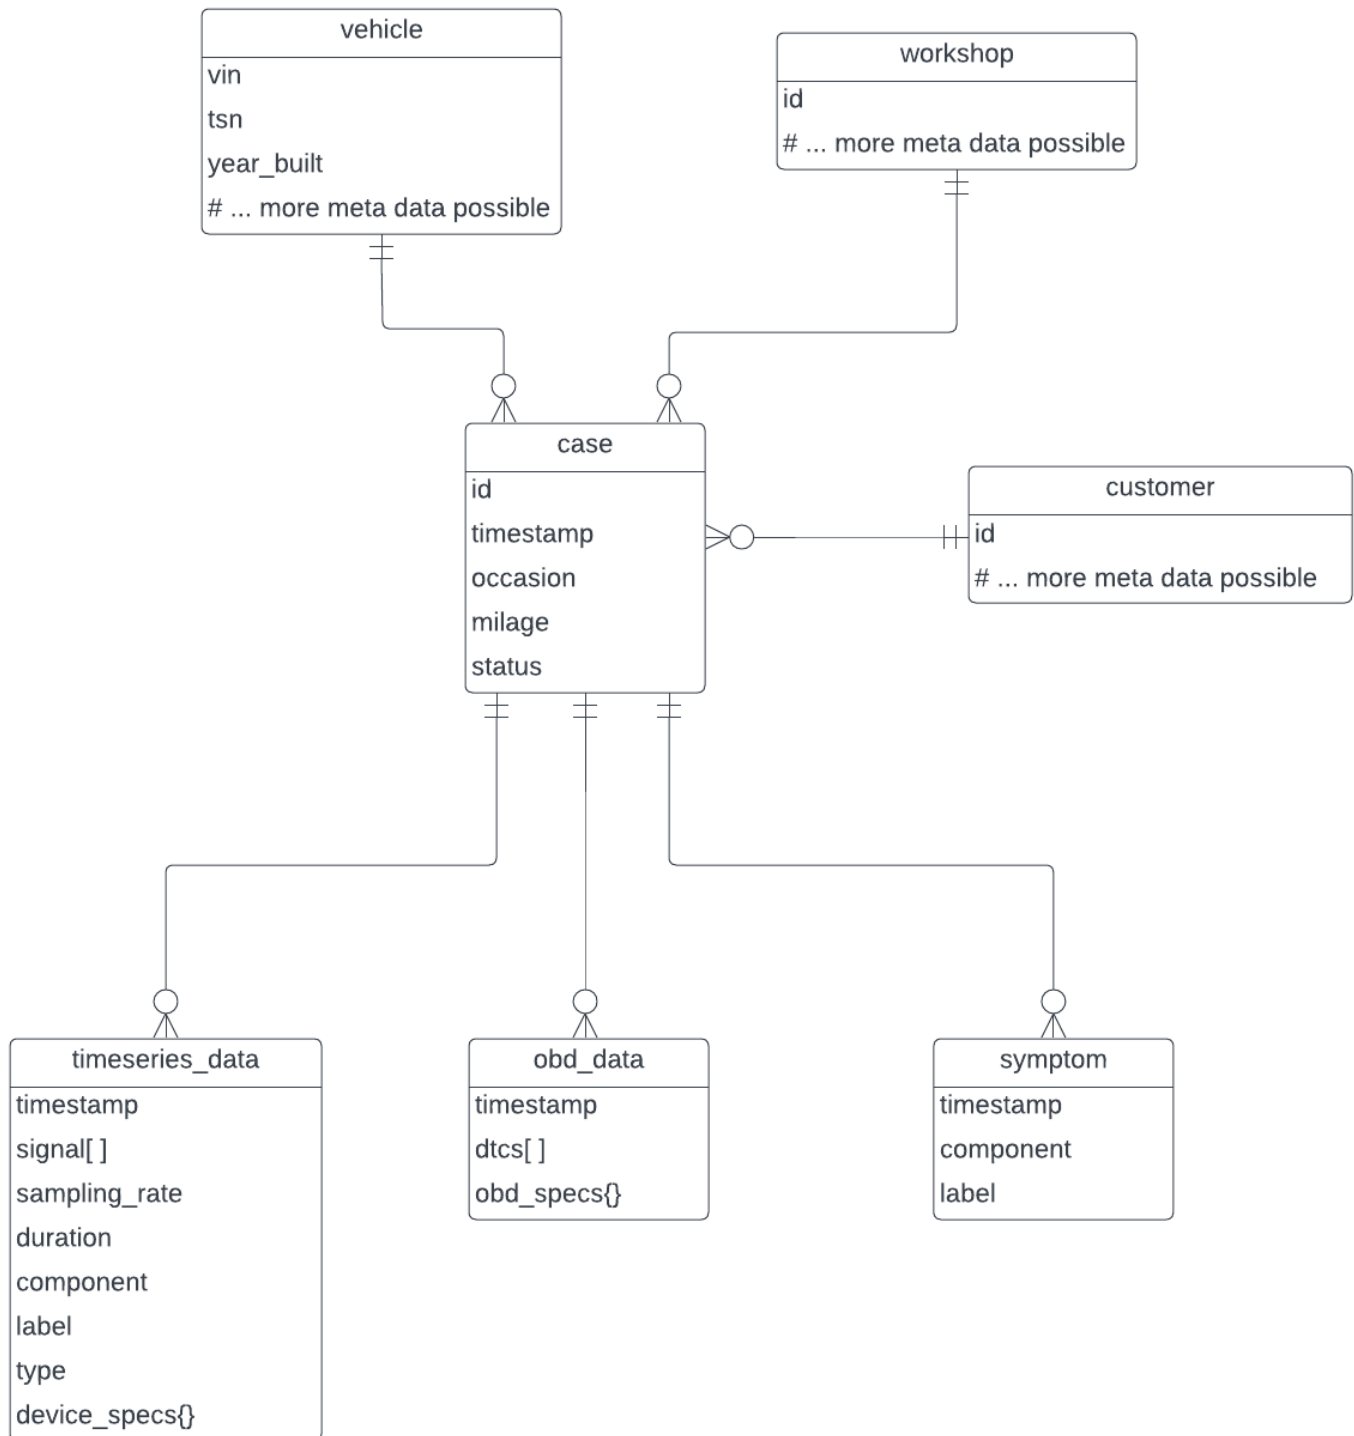 vehicle
vin
tsn
year_built
# ... more meta data possible
workshop
id
# ... more meta data possible
case
id
timestamp
occasion
milage
status
customer
id
# ... more meta data possible
timeseries_data
timestamp
signal[ ]
sampling_rate
duration
component
label
type
device_specs{}
obd_data
timestamp
dtcs[ ]
obd_specs{}
symptom
timestamp
component
label